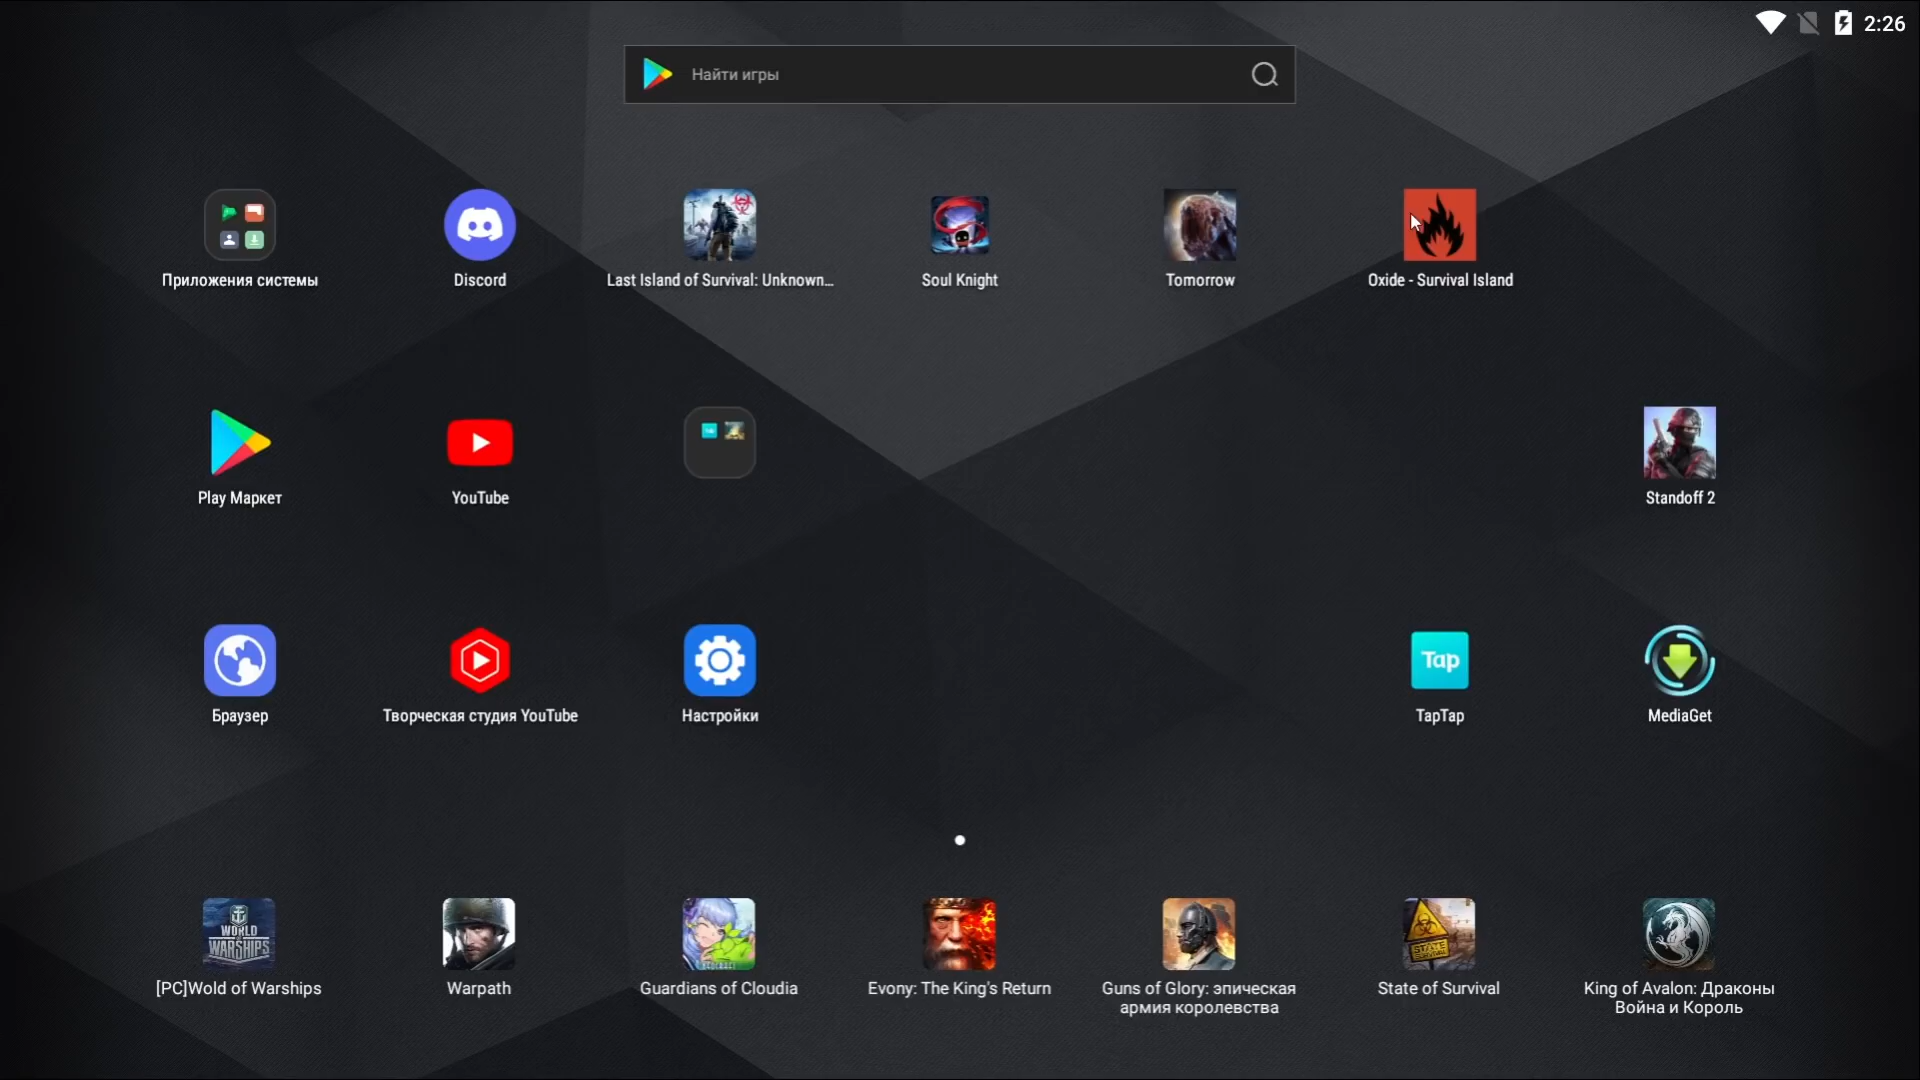 2:26
Найти игры
Приложения системы
Discord
Last Island of Survival: Unknown…
Soul Knight
Tomorrow
Oxide - Survival Island
Play Маркет
YouTube
Standoff 2
Браузер
Творческая студия YouTube
Настройки
Tap
TapTap
MediaGet
WORLD
WARSHIPS
STATE
[PC]Wold of Warships
Warpath
Guardians of Cloudia
Evony: The King's Return
Guns of Glory: эпическая
армия королевства
State of Survival
King of Avalon: Драконы
Война и Король